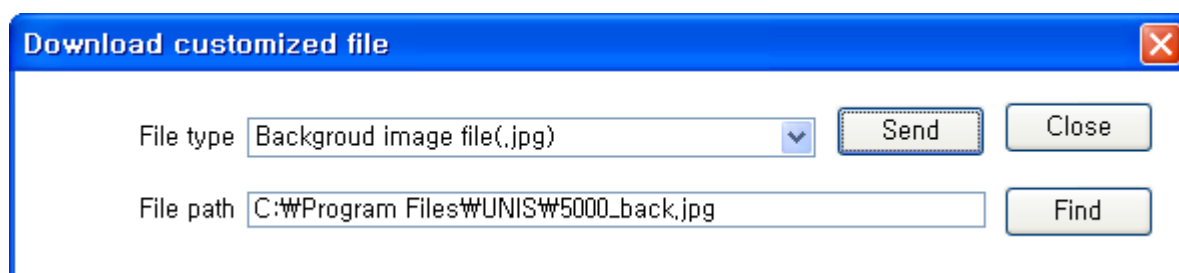 Download customized file
File type Backgroud image file(.jpg) Send Close
File path C:₩Program Files₩UNIS₩5000_back.jpg Find